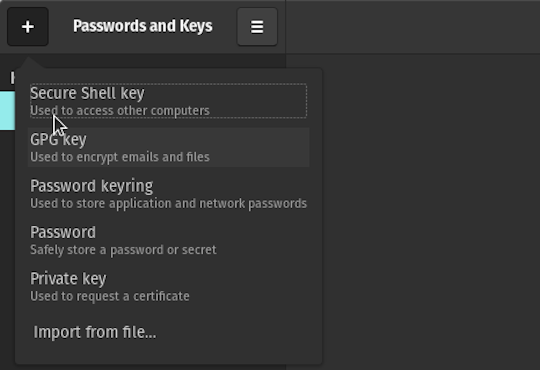 Passwords and Keys
Secure Shell key
Used to access other computers
GPG key
Used to encrypt emails and files
Password keyring
Used to store application and network passwords
Password
Safely store a password or secret
Private key
Used to request a certificate
Import from file...